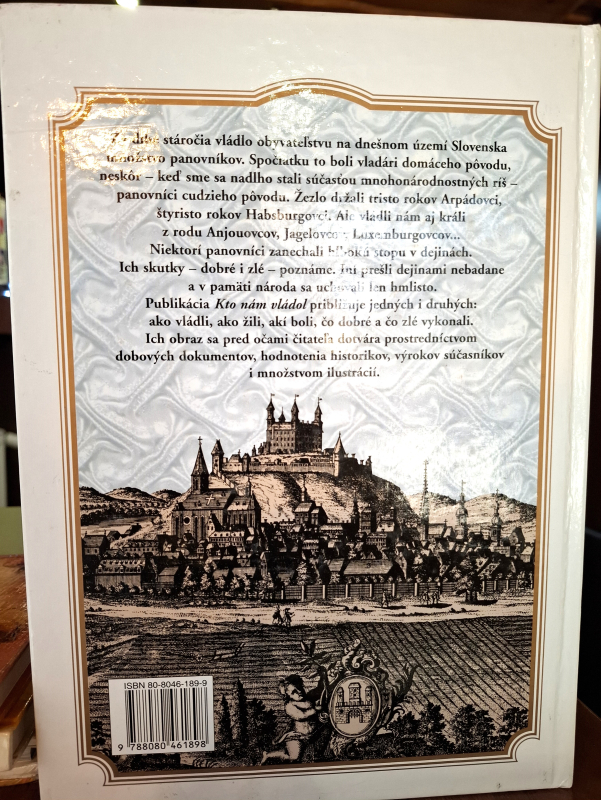 Za dlhé stáročia vládlo obyvateľstvu na dnešnom území Slovenska
množstvo panovníkov. Spočiatku to boli vladári domáceho pôvodu,
neskôr – keď sme sa nadlho stali súčasťou mnohonárodnostných ríš –
panovníci cudzieho pôvodu. Žezlo držali tristo rokov Arpádovci,
štyristo rokov Habsburgovci. Ale vládli nám aj králi
z rodu Anjouovcov, Jagelovcov Luxemburgovcov...
Niektorí panovníci zanechali hlbokú stopu v dejinách.
Ich skutky – dobré i zlé – poznáme. Iní prešli dejinami nebadane
a v pamäti národa sa uchovali len hmlisto.
Publikácia Kto nám vládol približuje jedných i druhých:
ako vládli, ako žili, akí boli, čo dobré a čo zlé vykonali.
Ich obraz sa pred očami čitateľa dotvára prostredníctvom
dobových dokumentov, hodnotenia historikov, výrokov súčasníkov
i množstvom ilustrácií.
ISBN 80-8046-189-9
9 788080 461898